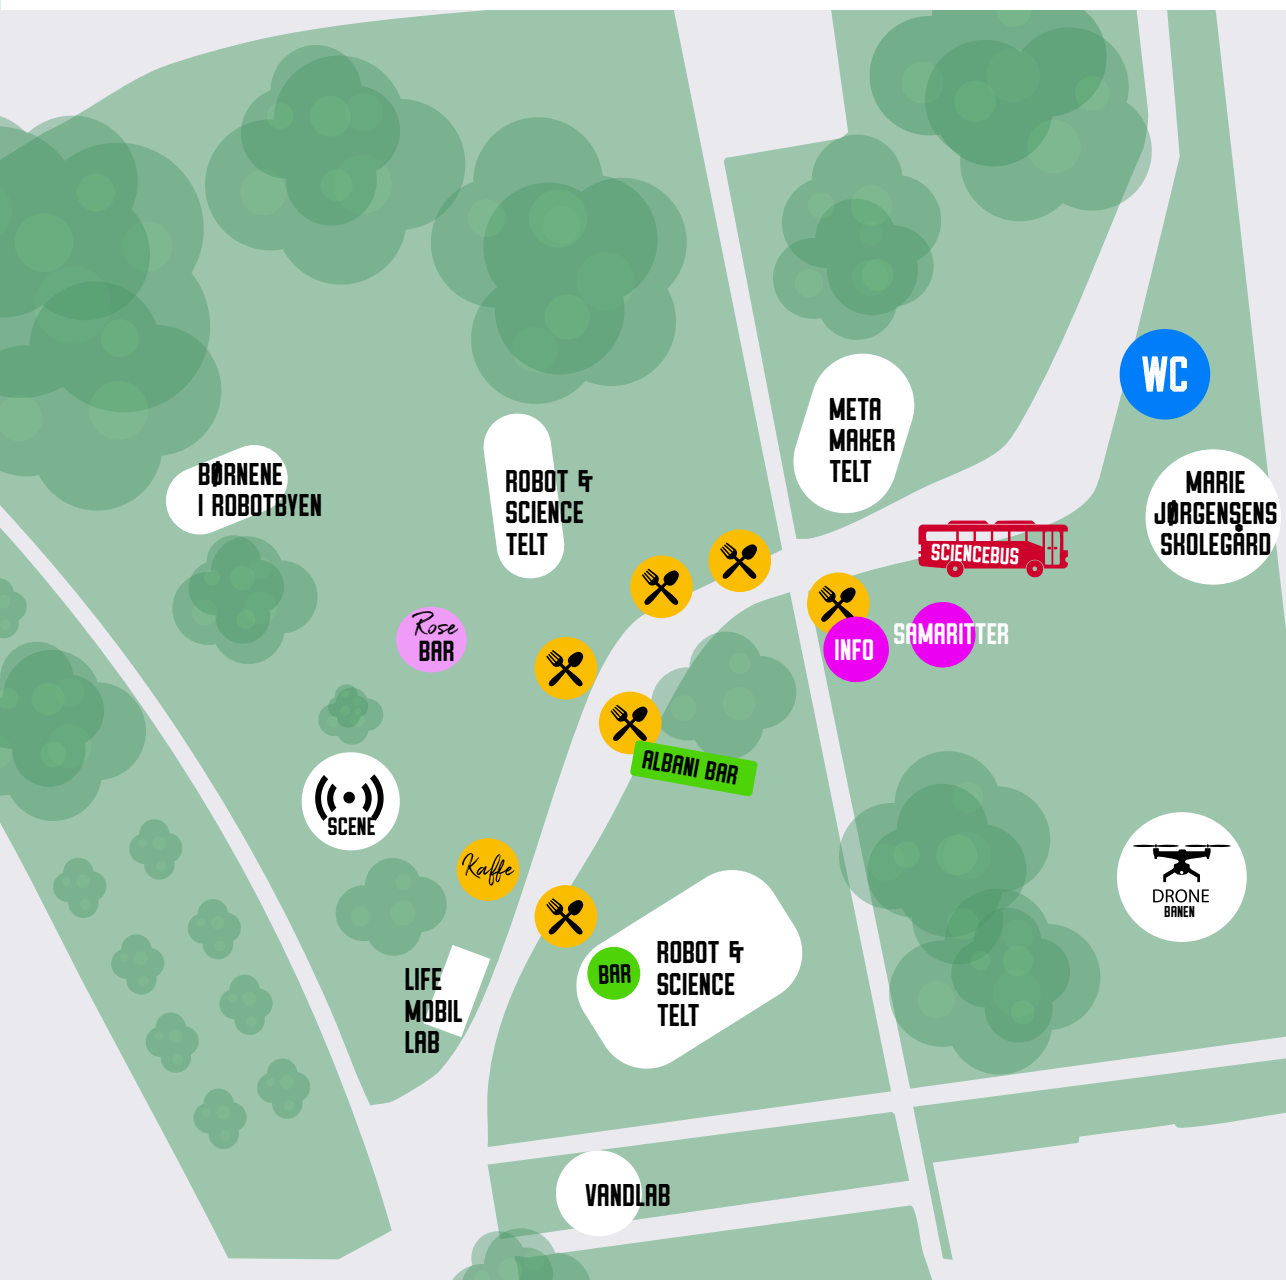 WC
META
MAKER
TELT
BØRNENE
I ROBOTBYEN
ROBOT &
SCIENCE
TELT
MARIE
JØRGENSENS
SKOLEGÅRD
SCIENCEBUS
Rose
BAR
INFO
SAMARITTER
ALBANI BAR
SCENE
Kaffe
DRONE
BANEN
ROBOT &
SCIENCE
TELT
BAR
LIFE
MOBIL
LAB
VANDLAB